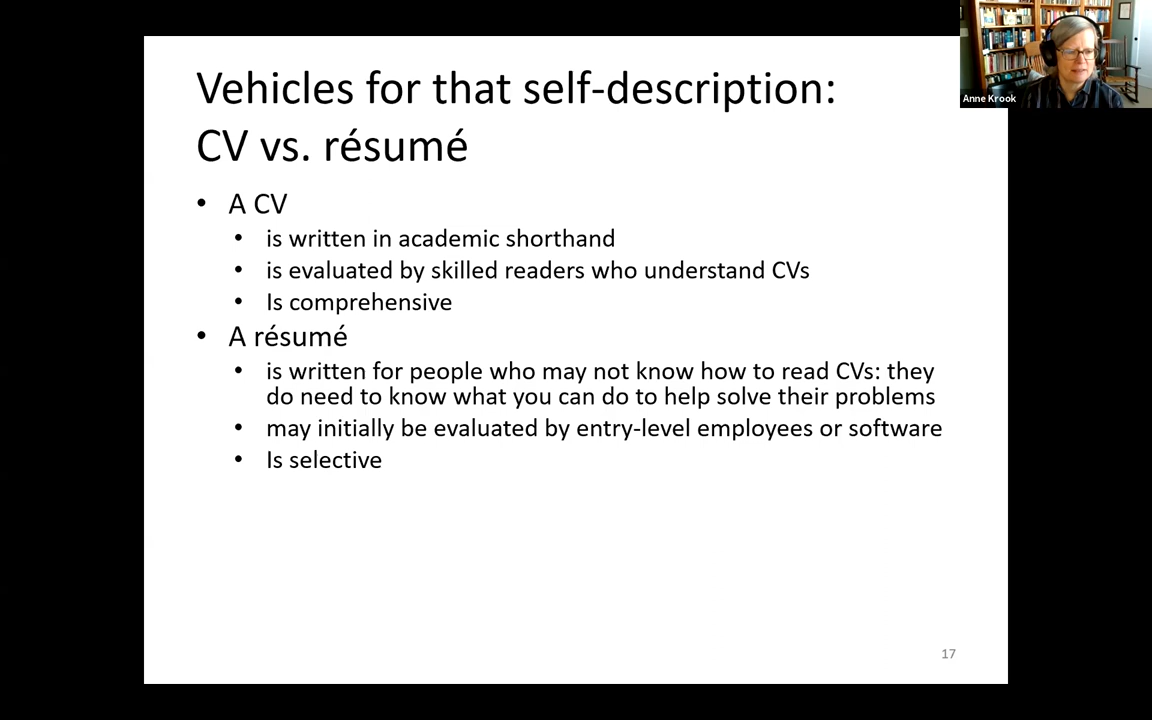 Vehicles for that self-description:
CV vs. résumé
• A CV
• is written in academic shorthand
• is evaluated by skilled readers who understand CVs
• Is comprehensive
• A résumé
• is written for people who may not know how to read CVs: they
do need to know what you can do to help solve their problems
• may initially be evaluated by entry-level employees or software
• Is selective
17
Anne Krook